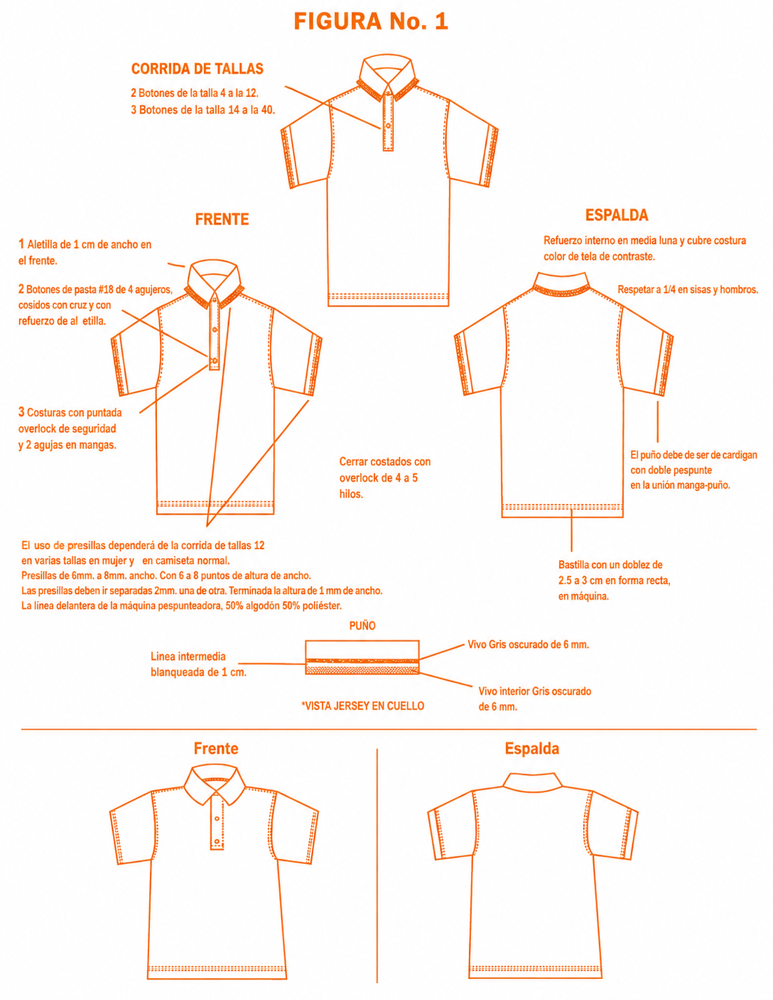 FIGURA No. 1
CORRIDA DE TALLAS
2 Botones de la talla 4 a la 12.
3 Botones de la talla 14 a la 40.
FRENTE
1 Aletilla de 1 cm de ancho en
el frente.
2 Botones de pasta #18 de 4 agujeros,
cosidos con cruz y con
refuerzo de al etilla.
3 Costuras con puntada
overlock de seguridad
y 2 agujas en mangas.
ESPALDA
Refuerzo interno en media luna y cubre costura
color de tela de contraste.
Respetar a 1/4 en sisas y hombros.
Cerrar costados con
overlock de 4 a 5
hilos.
El puño debe de ser de cardigan
con doble pespunte
en la unión manga-puño.
Bastilla con un doblez de
2.5 a 3 cm en forma recta,
en máquina.
El uso de presillas dependerá de la corrida de tallas 12
en varias tallas en mujer y en camiseta normal.
Presillas de 6mm. a 8mm. ancho. Con 6 a 8 puntos de altura de ancho.
Las presillas deben ir separadas 2mm. una de otra. Terminada la altura de 1 mm de ancho.
La linea delantera de la máquina pespunteadora, 50% algodón 50% poliéster.
PUÑO
Linea intermedia
blanqueada de 1 cm.
Vivo Gris oscurado de 6 mm.
Vivo interior Gris oscurado
de 6 mm.
*VISTA JERSEY EN CUELLO
Frente
Espalda